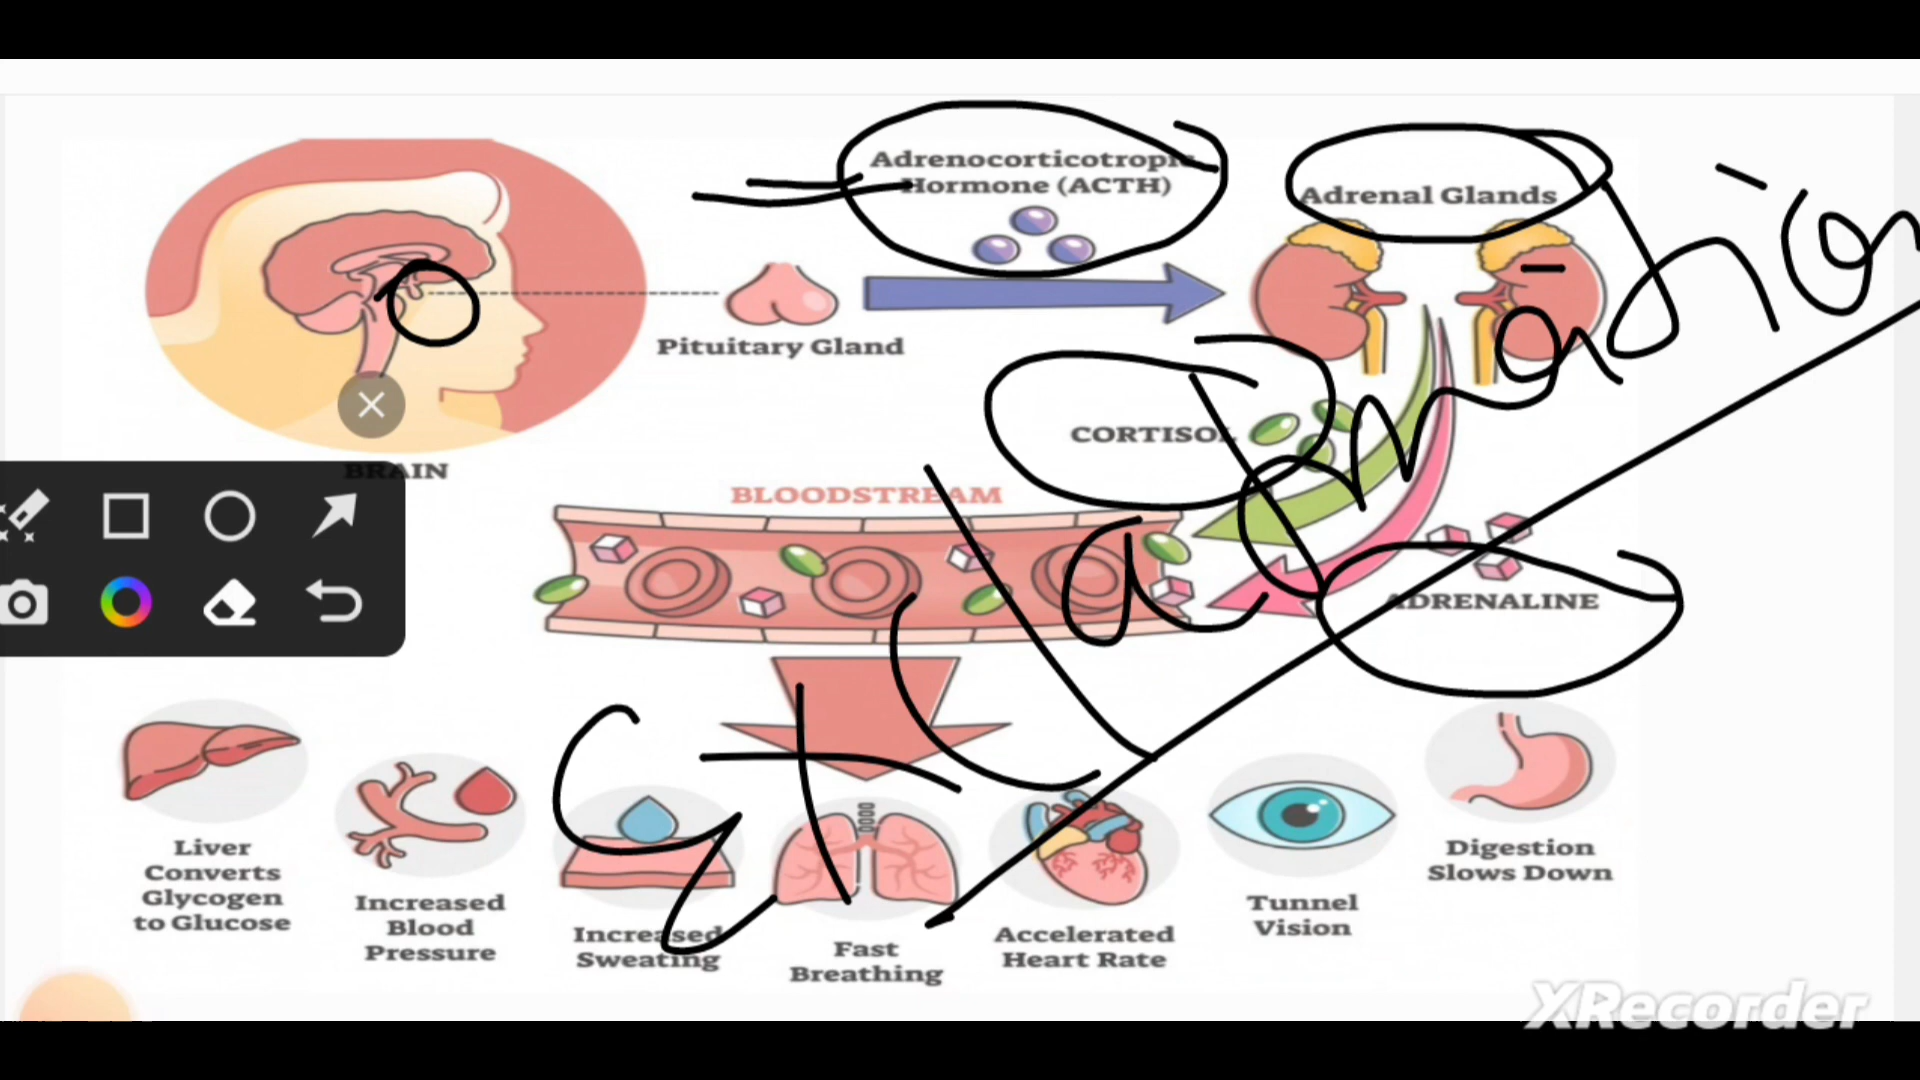 Adrenocorticotropic
Hormone (ACTH)
Adrenal Glands
Pituitary Gland
BRAIN
CORTISOL
BLOODSTREAM
ADRENALINE
Liver
Converts
Glycogen
to Glucose
Increased
Blood
Pressure
Increased
Sweating
Fast
Breathing
Accelerated
Heart Rate
Tunnel
Vision
Digestion
Slows Down
XRecorder